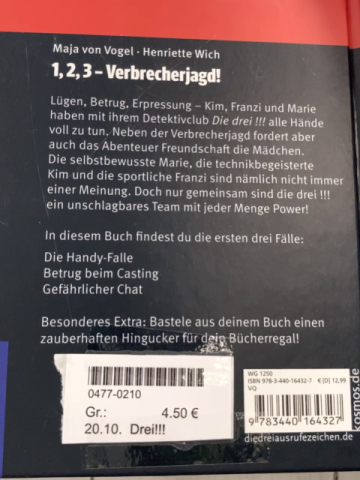 Maja von Vogel · Henriette Wich
1, 2, 3 – Verbrecherjagd!
Lügen, Betrug, Erpressung – Kim, Franzi und Marie
haben mit ihrem Detektivclub Die drei !!! alle Hände
voll zu tun. Neben der Verbrecherjagd fordert aber
auch das Abenteuer Freundschaft die Mädchen.
Die selbstbewusste Marie, die technikbegeisterte
Kim und die sportliche Franzi sind nämlich nicht immer
einer Meinung. Doch nur gemeinsam sind die drei !!!
ein unschlagbares Team mit jeder Menge Power!
In diesem Buch findest du die ersten drei Fälle:
Die Handy-Falle
Betrug beim Casting
Gefährlicher Chat
Besonderes Extra: Bastele aus deinem Buch einen
zauberhaften Hingucker für dein Bücherregal!
0477-0210
Gr.: 4.50 €
20.10. Drei!!!
WG 1250
ISBN 978-3-440-16432-7 € [D] 12,99
VQ
9 783440 164327
kosmos.de
diedreiausrufezeichen.de